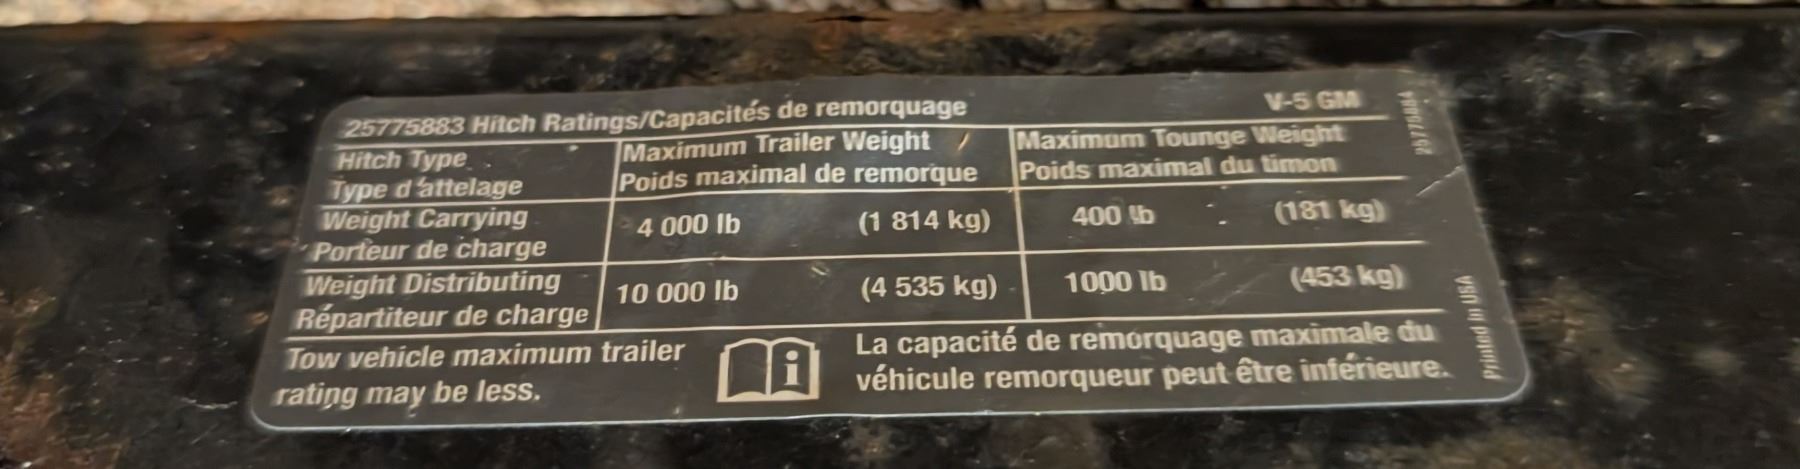 25775883 Hitch Ratings/Capacités de remorquage V-5 GM
Hitch Type Maximum Trailer Weight Maximum Tounge Weight
Type d'attelage Poids maximal de remorque Poids maximal du timon
Weight Carrying 4 000 lb (1 814 kg) 400 lb (181 kg)
Porteur de charge
Weight Distributing 10 000 lb (4 535 kg) 1000 lb (453 kg)
Répartiteur de charge
Tow vehicle maximum trailer
rating may be less.
La capacité de remorquage maximale du
véhicule remorqueur peut être inférieure.
25775884
Printed in USA